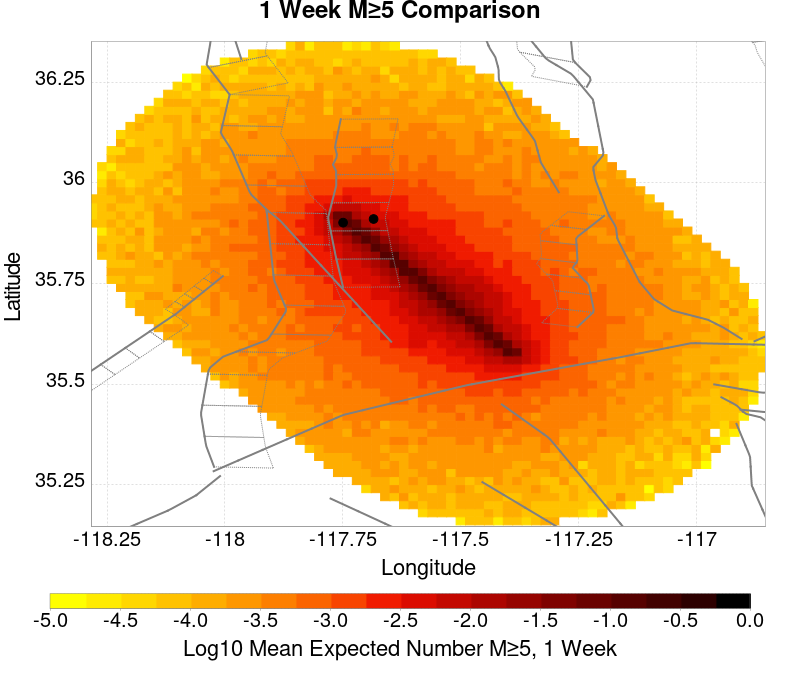 1 Week M≥5 Comparison
36.25
36
35.75
35.5
35.25
Latitude
-118.25 -118 -117.75 -117.5 -117.25 -117
Longitude
-5.0 -4.5 -4.0 -3.5 -3.0 -2.5 -2.0 -1.5 -1.0 -0.5 0.0
Log10 Mean Expected Number M≥5, 1 Week